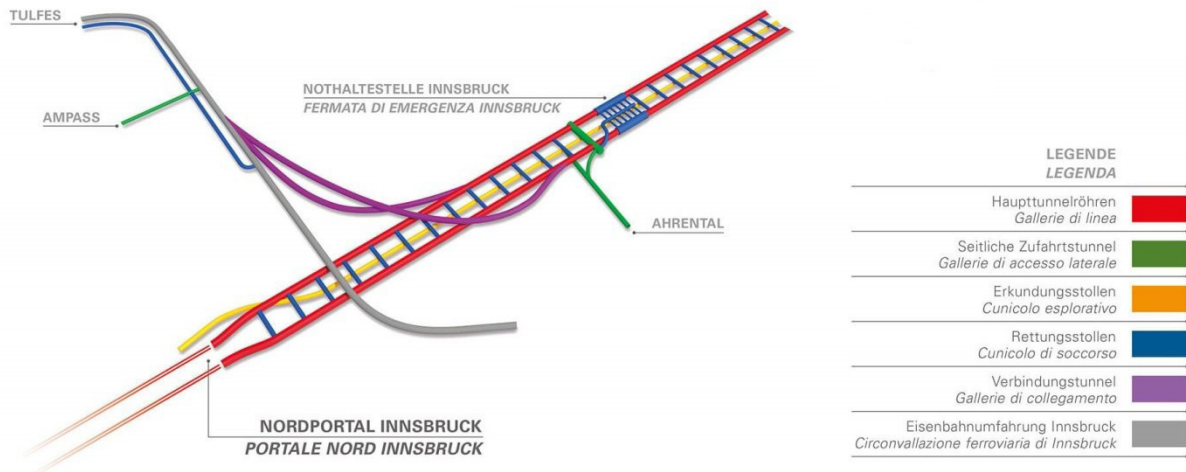 TULFES
AMPASS
NOTHALTESTELLE INNSBRUCK
FERMATA DI EMERGENZA INNSBRUCK
AHRENTAL
NORDPORTAL INNSBRUCK
PORTALE NORD INNSBRUCK
LEGENDE
LEGENDA
Haupttunnelröhren
Gallerie di linea
Seitliche Zufahrtstunnel
Gallerie di accesso laterale
Erkundungsstollen
Cunicolo esplorativo
Rettungsstollen
Cunicolo di soccorso
Verbindungstunnel
Gallerie di collegamento
Eisenbahnumfahrung Innsbruck
Circonvallazione ferroviaria di Innsbruck